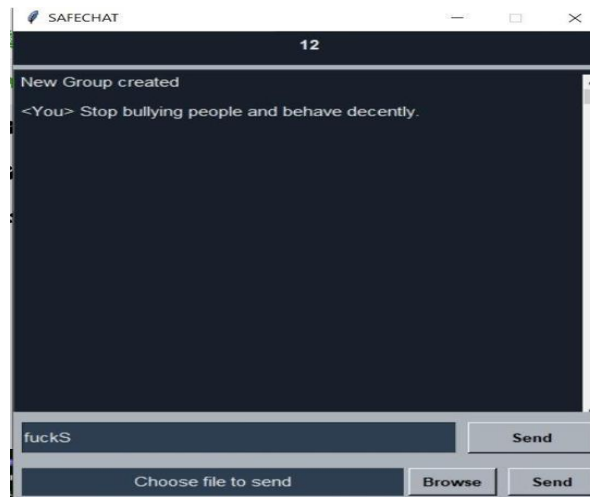 SAFECHAT
12
New Group created
<You> Stop bullying people and behave decently.
fuckS
Send
Choose file to send
Browse
Send